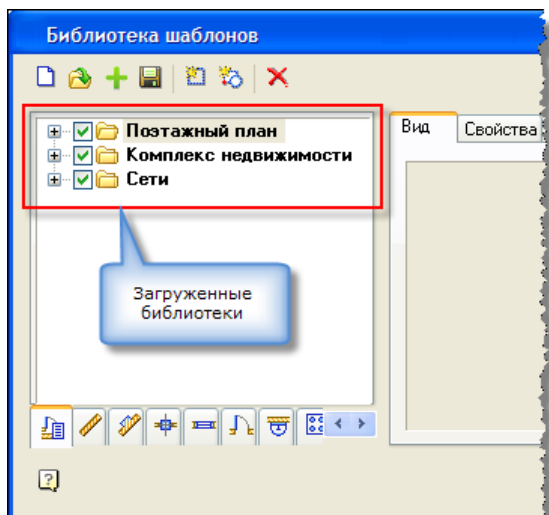 Библиотека шаблонов
Поэтажный план
Комплекс недвижимости
Сети
Вид
Свойства
Загруженные
библиотеки